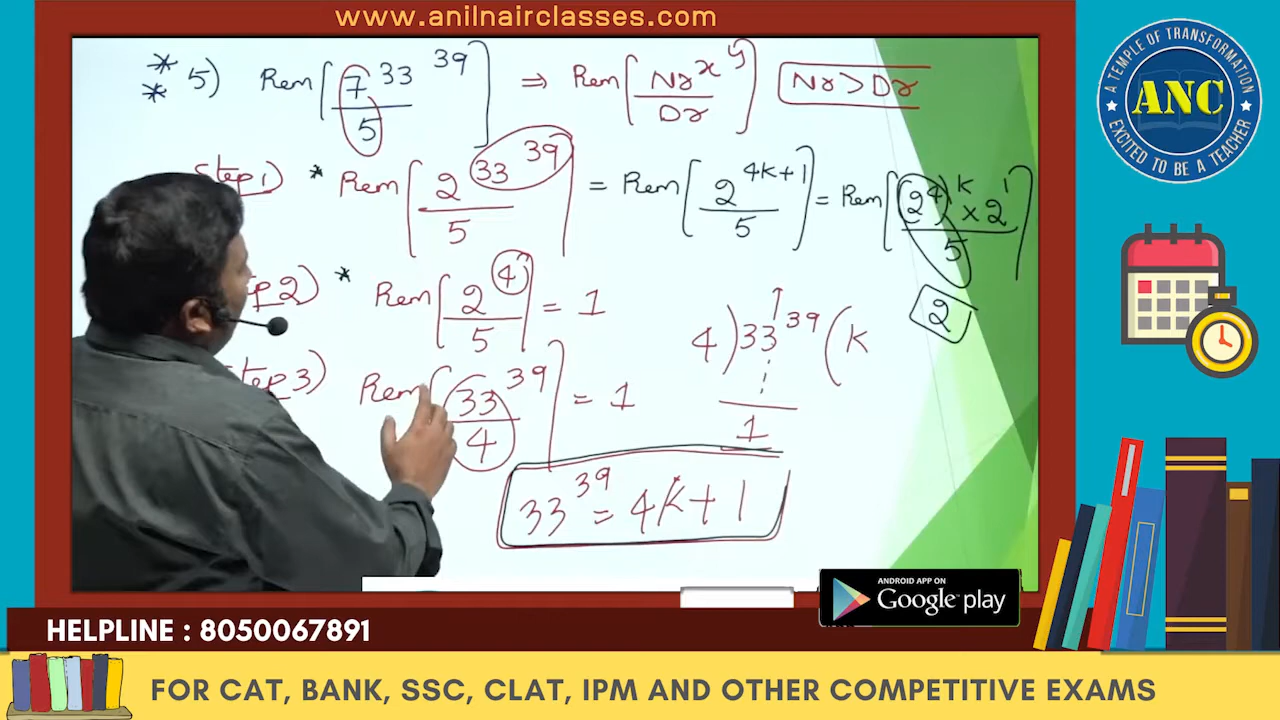 www.anilnairclasses.com
A TEMPLE OF TRANSFORMATION
ANC
EXCITED TO BE A TEACHER
** 5) Rem[7^33^39/5] ⇒ Rem[Nr^x^y/Dr] Nr>Dr
Step1) * Rem[2^33^39/5] = Rem[2^4k+1/5] = Rem[(2^4)^k×2^1/5]
2
ep2) * Rem[2^4/5] = 1
4)33^39(k
1
step3) Rem[33^39/4] = 1
33^39 = 4k+1
ANDROID APP ON
Google play
HELPLINE : 8050067891
FOR CAT, BANK, SSC, CLAT, IPM AND OTHER COMPETITIVE EXAMS